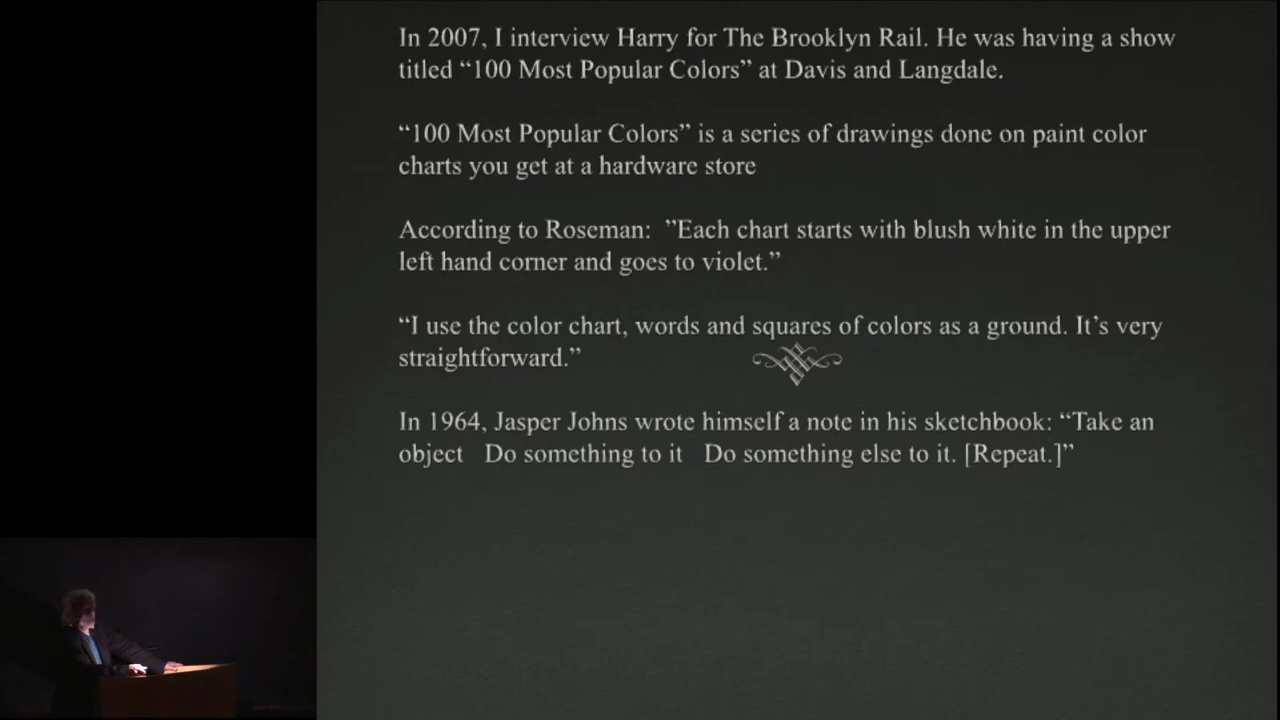 In 2007, I interview Harry for The Brooklyn Rail. He was having a show
titled “100 Most Popular Colors” at Davis and Langdale.
“100 Most Popular Colors” is a series of drawings done on paint color
charts you get at a hardware store
According to Roseman:  ”Each chart starts with blush white in the upper
left hand corner and goes to violet.”
“I use the color chart, words and squares of colors as a ground. It’s very
straightforward.”
In 1964, Jasper Johns wrote himself a note in his sketchbook: “Take an
object   Do something to it   Do something else to it. [Repeat.]”